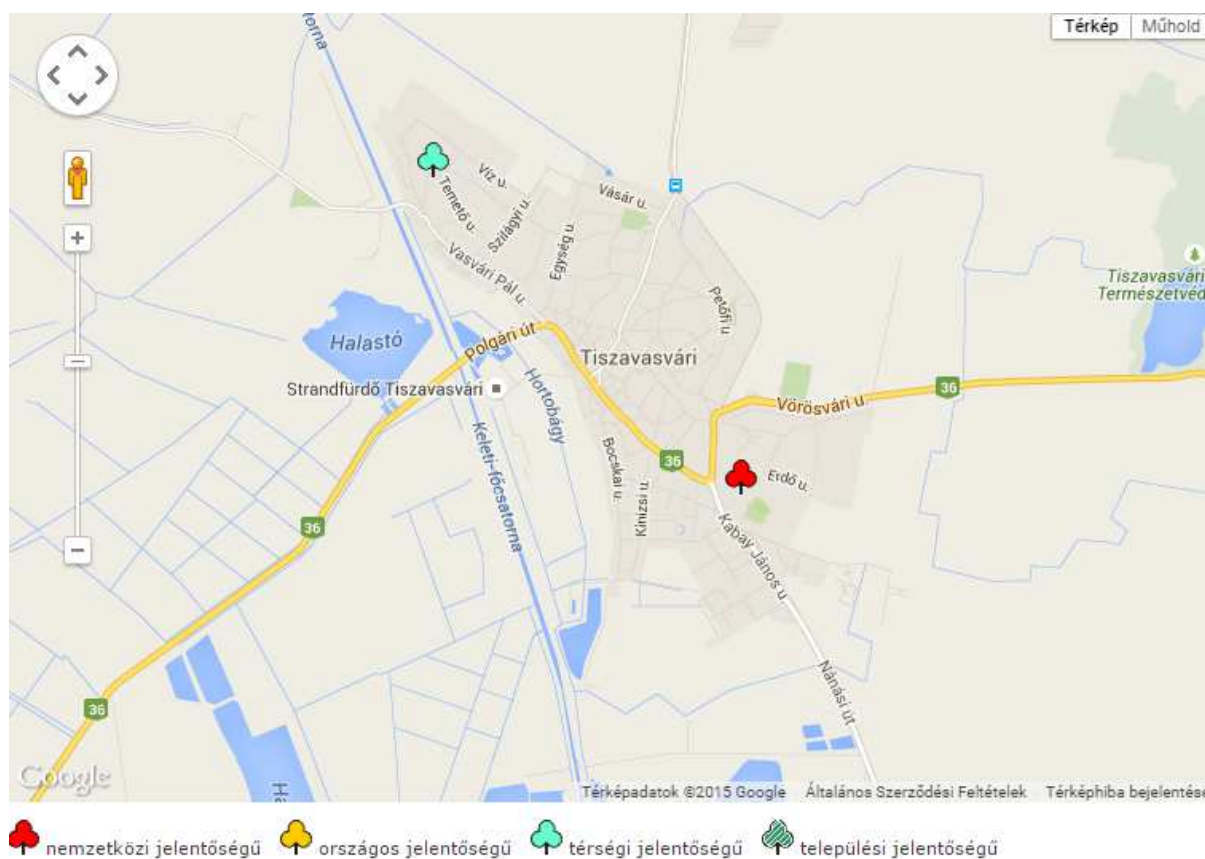 Térkép
Műhold
Temető u.
Víz u.
Szilágyi u.
Egység u.
Vásár u.
Vasvári Pál u.
Petőfi u
Tiszavasvári
Természetvéd
Halastó
Polgári út
Tiszavasvári
Strandfürdő Tiszavasvári
36
Vörösvári u
Hortobágy
Keleti-főcsatorna
Bocskai u.
36
Kinizsi u.
Erdő u.
36
Kabay János u.
Nánási út
36
Google
Térképadatok ©2015 Google Általános Szerződési Feltételek Térképhiba bejelentése
nemzetközi jelentőségű országos jelentőségű térségi jelentőségű települési jelentőségű